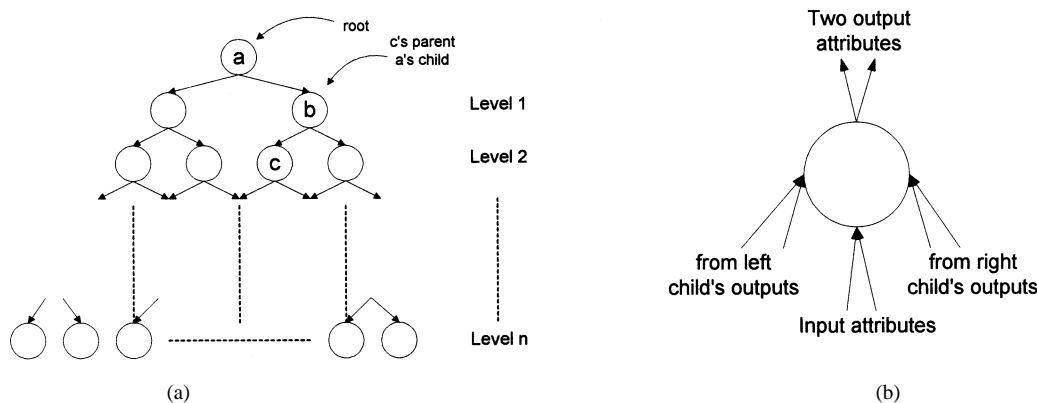 root
c's parent
a's child
a
b
c
Level 1
Level 2
Level n
(a)
Two output
attributes
from left
child's outputs
from right
child's outputs
Input attributes
(b)